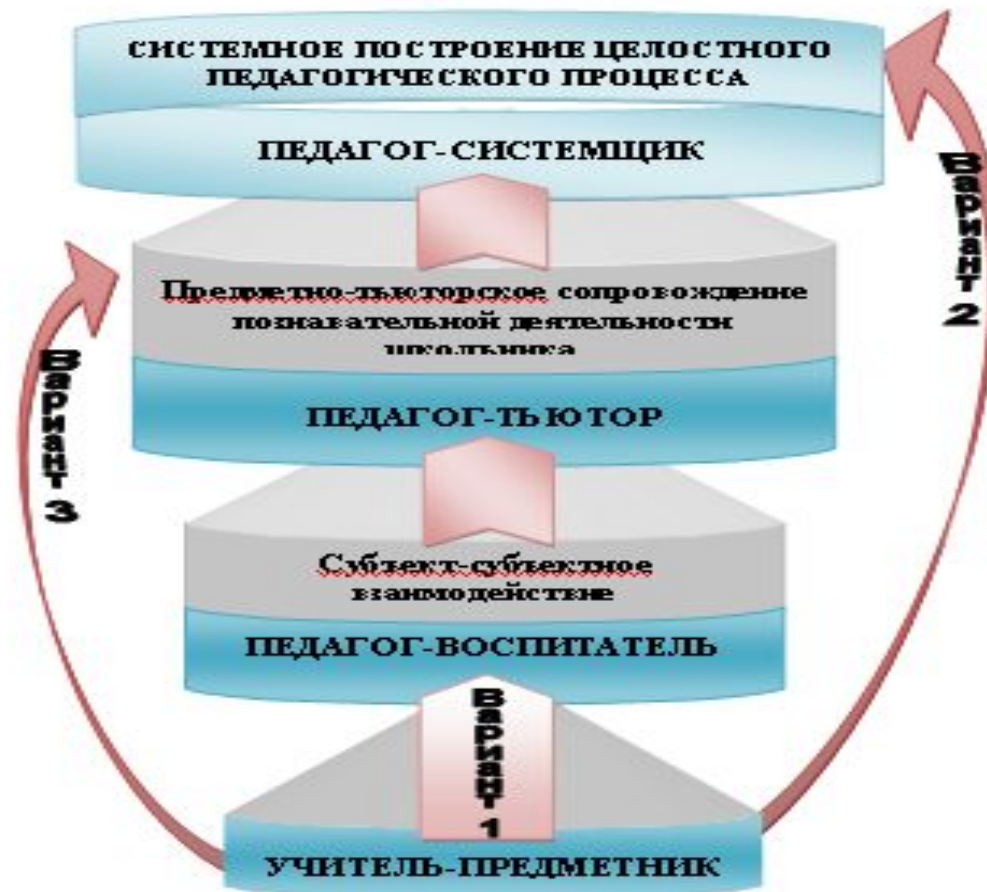 СИСТЕМНОЕ ПОСТРОЕНИЕ ЦЕЛОСТНОГО
ПЕДАГОГИЧЕСКОГО ПРОЦЕССА
ПЕДАГОГ-СИСТЕМЩИК
Вариант 2
Предметно-тьюторское сопровождение
познавательной деятельности
школьника
Вариант 3
ПЕДАГОГ-ТЬЮТОР
Субъект-субъектное
взаимодействие
ПЕДАГОГ-ВОСПИТАТЕЛЬ
Вариант 1
УЧИТЕЛЬ-ПРЕДМЕТНИК